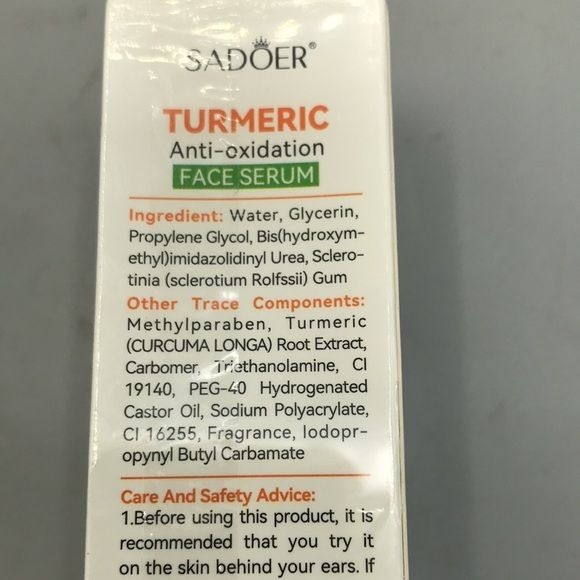 SADOER®
TURMERIC
Anti-oxidation
FACE SERUM
Ingredient: Water, Glycerin,
Propylene Glycol, Bis(hydroxym-
ethyl)imidazolidinyl Urea, Sclero-
tinia (sclerotium Rolfssii) Gum
Other Trace Components:
Methylparaben, Turmeric
(CURCUMA LONGA) Root Extract,
Carbomer, Triethanolamine, CI
19140, PEG-40 Hydrogenated
Castor Oil, Sodium Polyacrylate,
CI 16255, Fragrance, Iodopr-
opynyl Butyl Carbamate
Care And Safety Advice:
1.Before using this product, it is
recommended that you try it
on the skin behind your ears. If